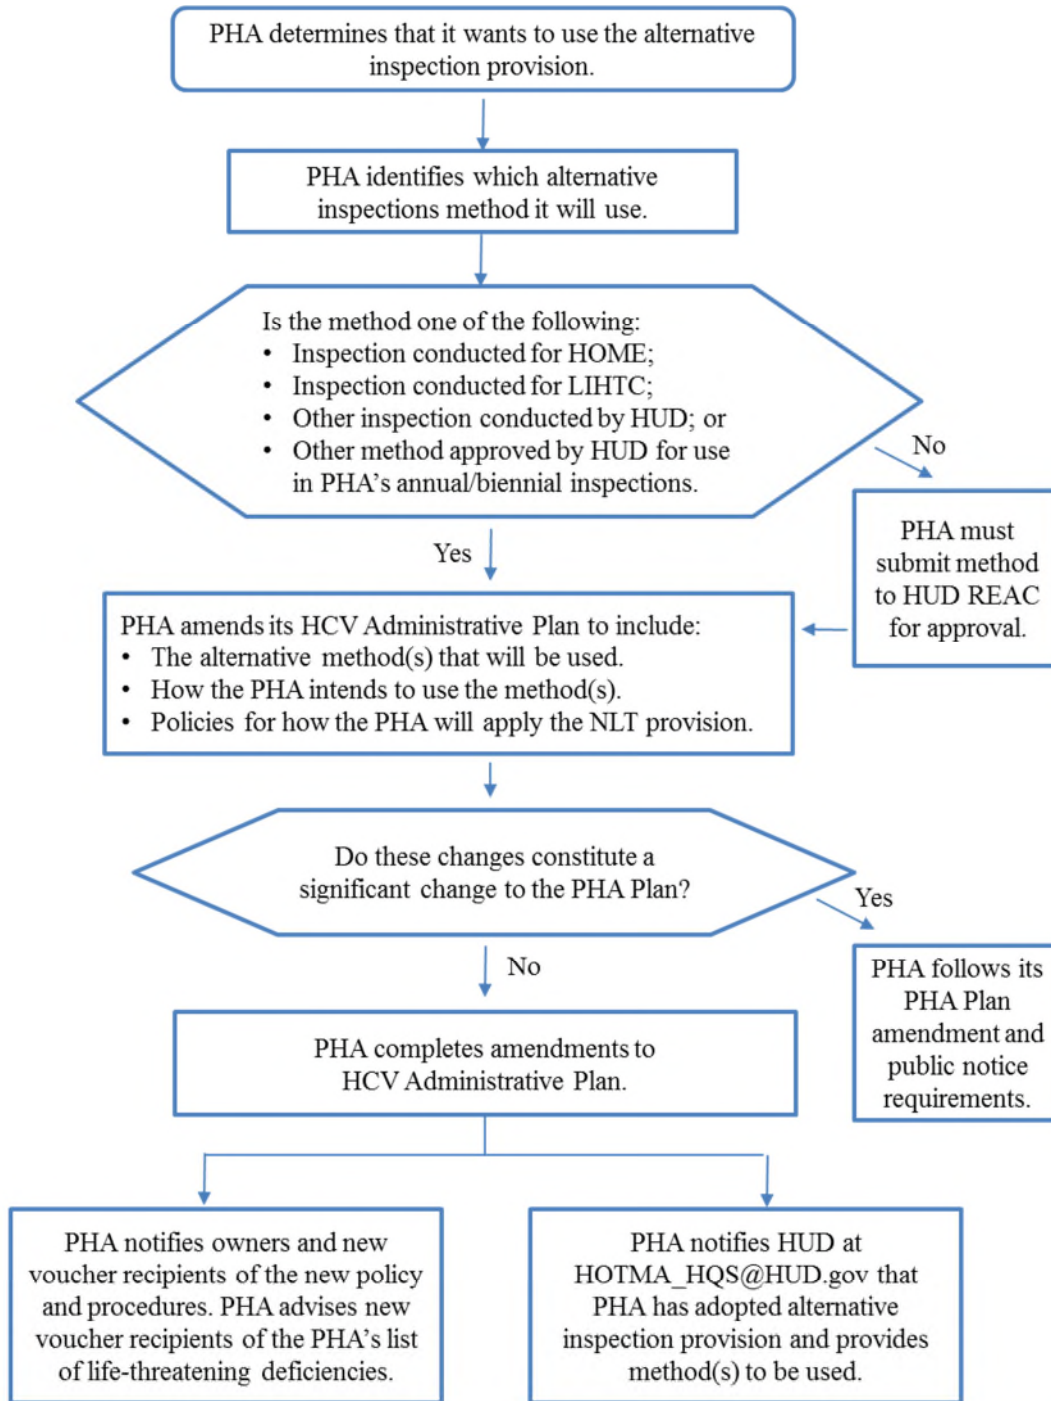 PHA determines that it wants to use the alternative
inspection provision.
PHA identifies which alternative
inspections method it will use.
Is the method one of the following:
• Inspection conducted for HOME;
• Inspection conducted for LIHTC;
• Other inspection conducted by HUD; or
• Other method approved by HUD for use
in PHA's annual/biennial inspections.
No
PHA must
submit method
to HUD REAC
for approval.
Yes
PHA amends its HCV Administrative Plan to include:
• The alternative method(s) that will be used.
• How the PHA intends to use the method(s).
• Policies for how the PHA will apply the NLT provision.
Do these changes constitute a
significant change to the PHA Plan?
Yes
PHA follows its
PHA Plan
amendment and
public notice
requirements.
No
PHA completes amendments to
HCV Administrative Plan.
PHA notifies owners and new
voucher recipients of the new policy
and procedures. PHA advises new
voucher recipients of the PHA's list
of life-threatening deficiencies.
PHA notifies HUD at
HOTMA_HQS@HUD.gov that
PHA has adopted alternative
inspection provision and provides
method(s) to be used.